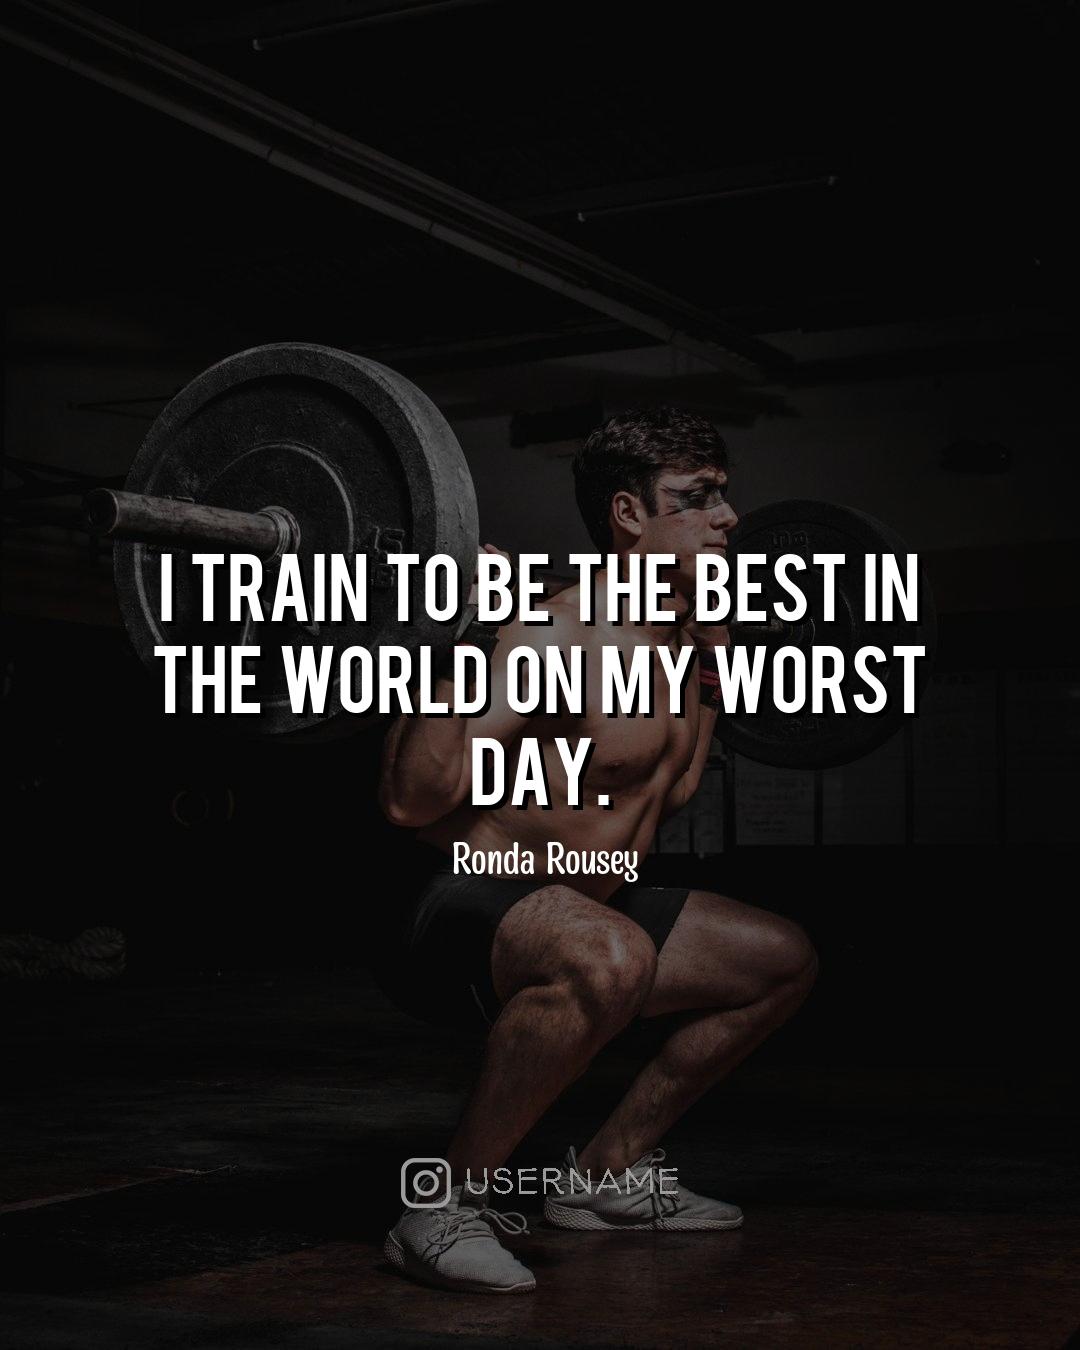 I TRAIN TO BE THE BEST IN
THE WORLD ON MY WORST
DAY.
Ronda Rousey
USERNAME